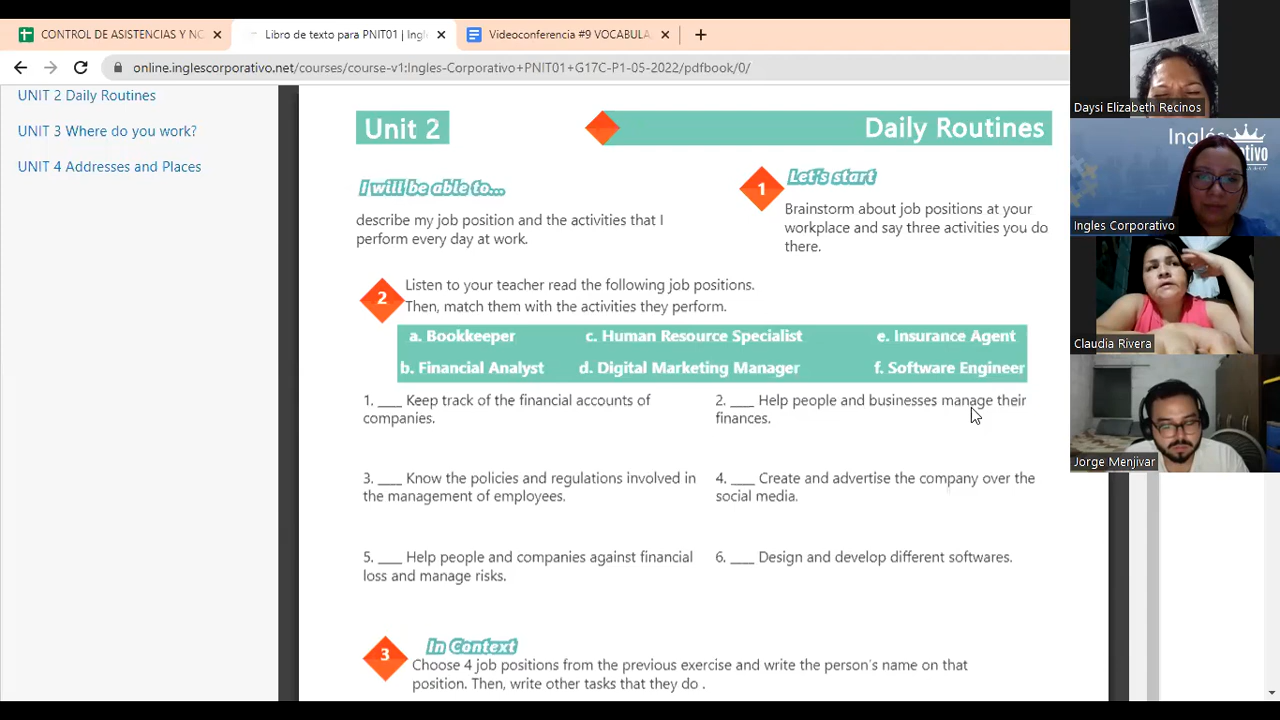 CONTROL DE ASISTENCIAS Y NO
Libro de texto para PNIT01 | Ingl
Videoconferencia #9 VOCABULA
online.inglescorporativo.net/courses/course-v1:Ingles-Corporativo+PNIT01+G17C-P1-05-2022/pdfbook/0/
UNIT 2 Daily Routines
UNIT 3 Where do you work?
UNIT 4 Addresses and Places
Unit 2
Daily Routines
I will be able to...
describe my job position and the activities that I
perform every day at work.
1
Let's start
Brainstorm about job positions at your
workplace and say three activities you do
there.
2
Listen to your teacher read the following job positions.
Then, match them with the activities they perform.
a. Bookkeeper c. Human Resource Specialist e. Insurance Agent
b. Financial Analyst d. Digital Marketing Manager f. Software Engineer
1. ___ Keep track of the financial accounts of
companies.
2. ___ Help people and businesses manage their
finances.
3. ___ Know the policies and regulations involved in
the management of employees.
4. ___ Create and advertise the company over the
social media.
5. ___ Help people and companies against financial
loss and manage risks.
6. ___ Design and develop different softwares.
3
In Context
Choose 4 job positions from the previous exercise and write the person's name on that
position. Then, write other tasks that they do .
Daysi Elizabeth Recinos
Inglés
Ingles Corporativo
Claudia Rivera
Jorge Menjivar